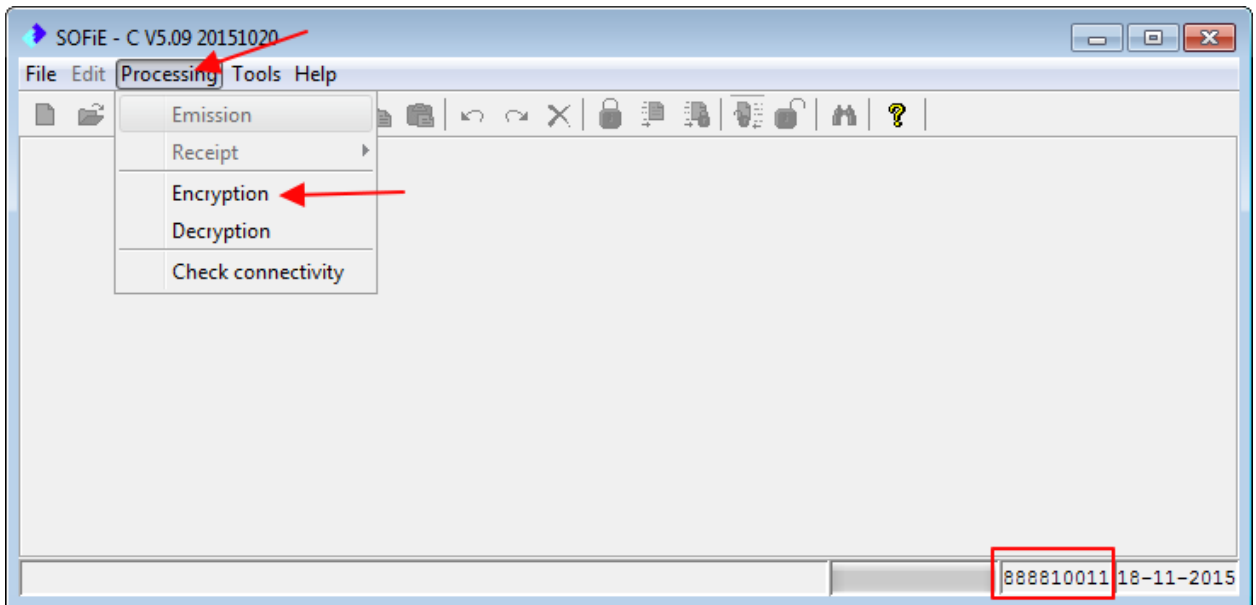 SOFiE - C V5.09 20151020
File Edit Processing Tools Help
Emission
Receipt
Encryption
Decryption
Check connectivity
888810011 18-11-2015